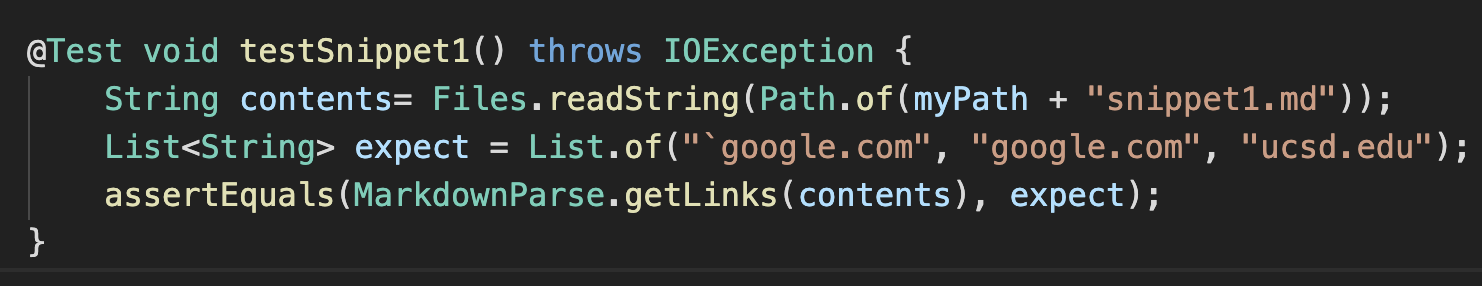 @Test void testSnippet1() throws IOException {
    String contents= Files.readString(Path.of(myPath + "snippet1.md"));
    List<String> expect = List.of("`google.com", "google.com", "ucsd.edu");
    assertEquals(MarkdownParse.getLinks(contents), expect);
}